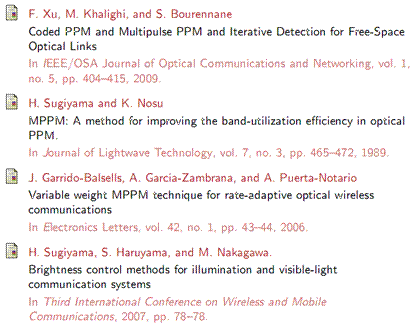 F. Xu, M. Khalighi, and S. Bourennane
Coded PPM and Multipulse PPM and Iterative Detection for Free-Space
Optical Links
In IEEE/OSA Journal of Optical Communications and Networking, vol. 1,
no. 5, pp. 404–415, 2009.
H. Sugiyama and K. Nosu
MPPM: A method for improving the band-utilization efficiency in optical
PPM.
In Journal of Lightwave Technology, vol. 7, no. 3, pp. 465–472, 1989.
J. Garrido-Balsells, A. Garcia-Zambrana, and A. Puerta-Notario
Variable weight MPPM technique for rate-adaptive optical wireless
communications
In Electronics Letters, vol. 42, no. 1, pp. 43–44, 2006.
H. Sugiyama, S. Haruyama, and M. Nakagawa.
Brightness control methods for illumination and visible-light
communication systems
In Third International Conference on Wireless and Mobile
Communications, 2007, pp. 78–78.